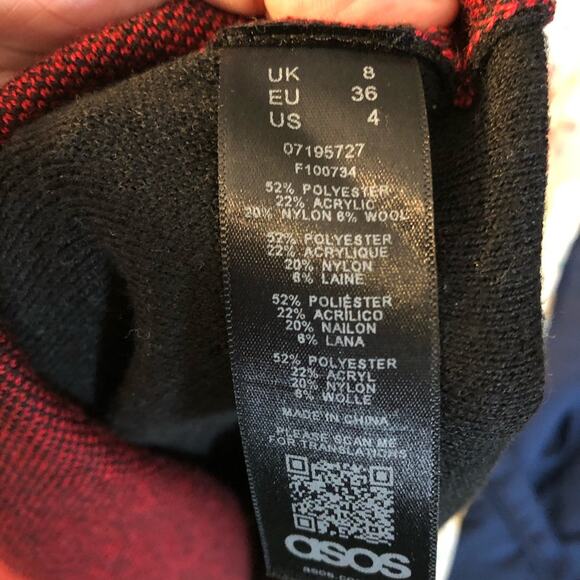 UK 8
EU 36
US 4
07195727
F100734
52% POLYESTER
22% ACRYLIC
20% NYLON 6% WOOL
52% POLYESTER
22% ACRYLIQUE
20% NYLON
6% LAINE
52% POLIÉSTER
22% ACRÍLICO
20% NAILON
6% LANA
52% POLYESTER
22% ACRYL
20% NYLON
6% WOLLE
MADE IN CHINA
PLEASE SCAN ME
FOR TRANSLATIONS
asos